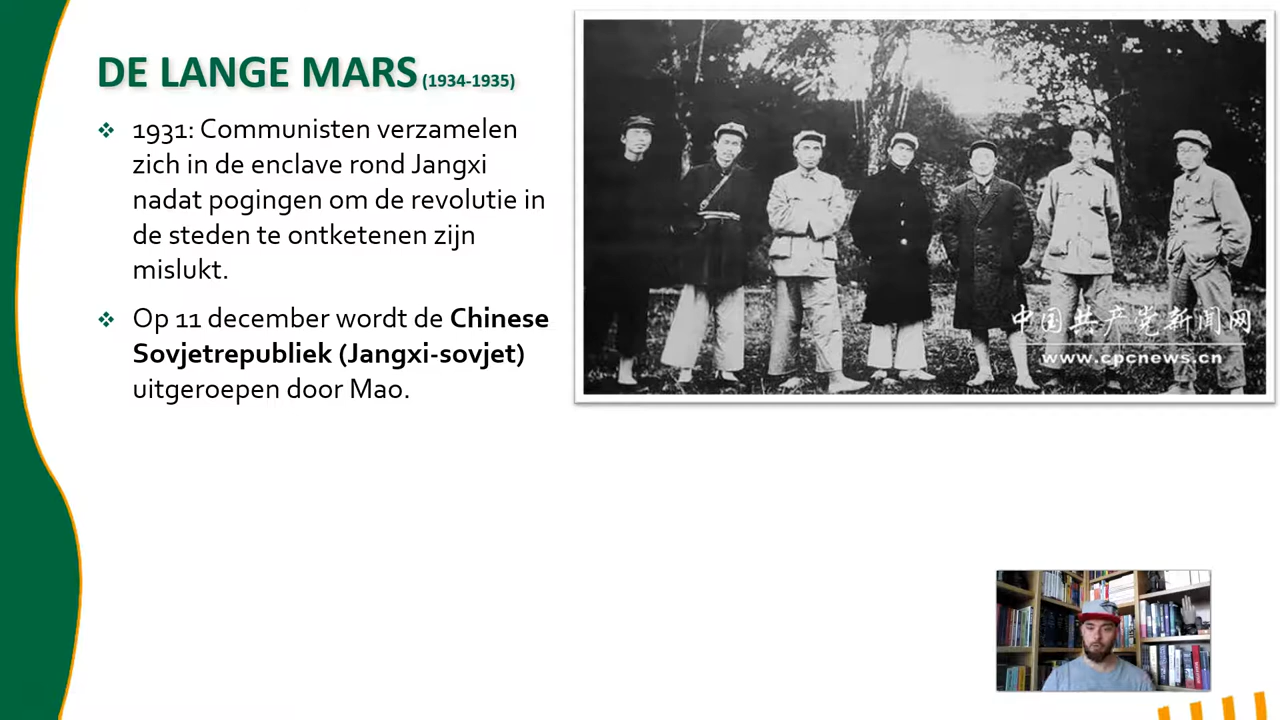 DE LANGE MARS (1934-1935)
1931: Communisten verzamelen
zich in de enclave rond Jangxi
nadat pogingen om de revolutie in
de steden te ontketenen zijn
mislukt.
Op 11 december wordt de Chinese
Sovjetrepubliek (Jangxi-sovjet)
uitgeroepen door Mao.
中国共产党新闻网
www.cpcnews.cn